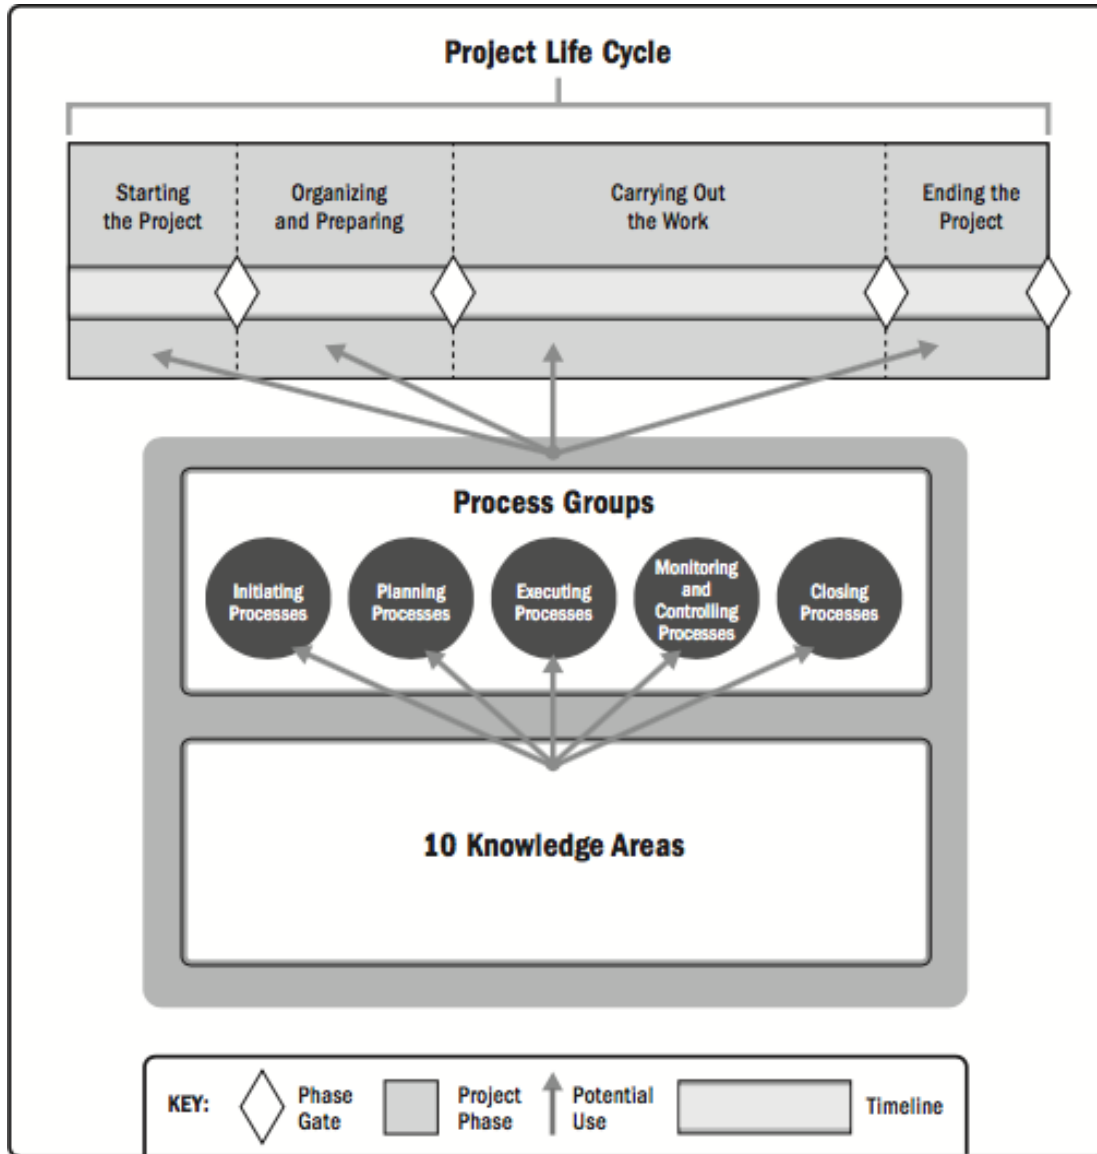 Project Life Cycle
Starting
the Project
Organizing
and Preparing
Carrying Out
the Work
Ending the
Project
Process Groups
Initiating
Processes
Planning
Processes
Executing
Processes
Monitoring
and
Controlling
Processes
Closing
Processes
10 Knowledge Areas
KEY:
Phase
Gate
Project
Phase
Potential
Use
Timeline